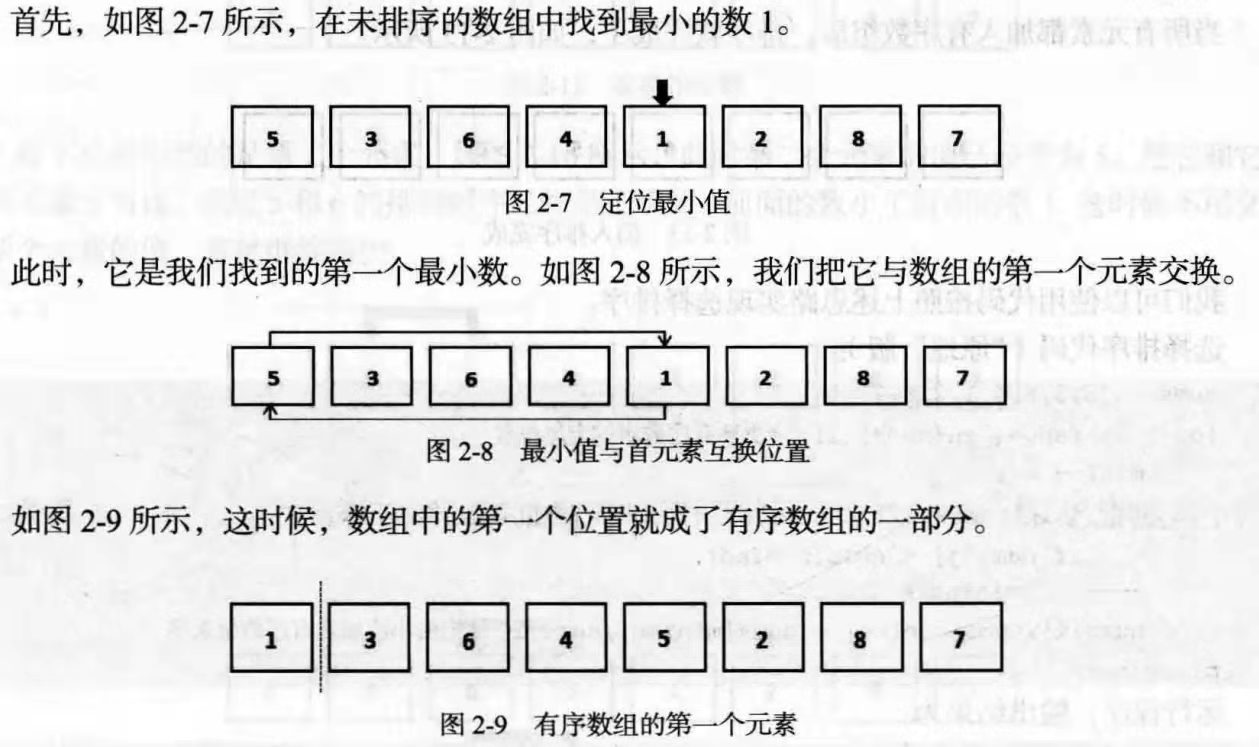 首先，如图 2-7 所示，在未排序的数组中找到最小的数 1。
5 3 6 4 1 2 8 7
图 2-7 定位最小值
此时，它是我们找到的第一个最小数。如图 2-8 所示，我们把它与数组的第一个元素交换。
5 3 6 4 1 2 8 7
图 2-8 最小值与首元素互换位置
如图 2-9 所示，这时候，数组中的第一个位置就成了有序数组的一部分。
1 3 6 4 5 2 8 7
图 2-9 有序数组的第一个元素